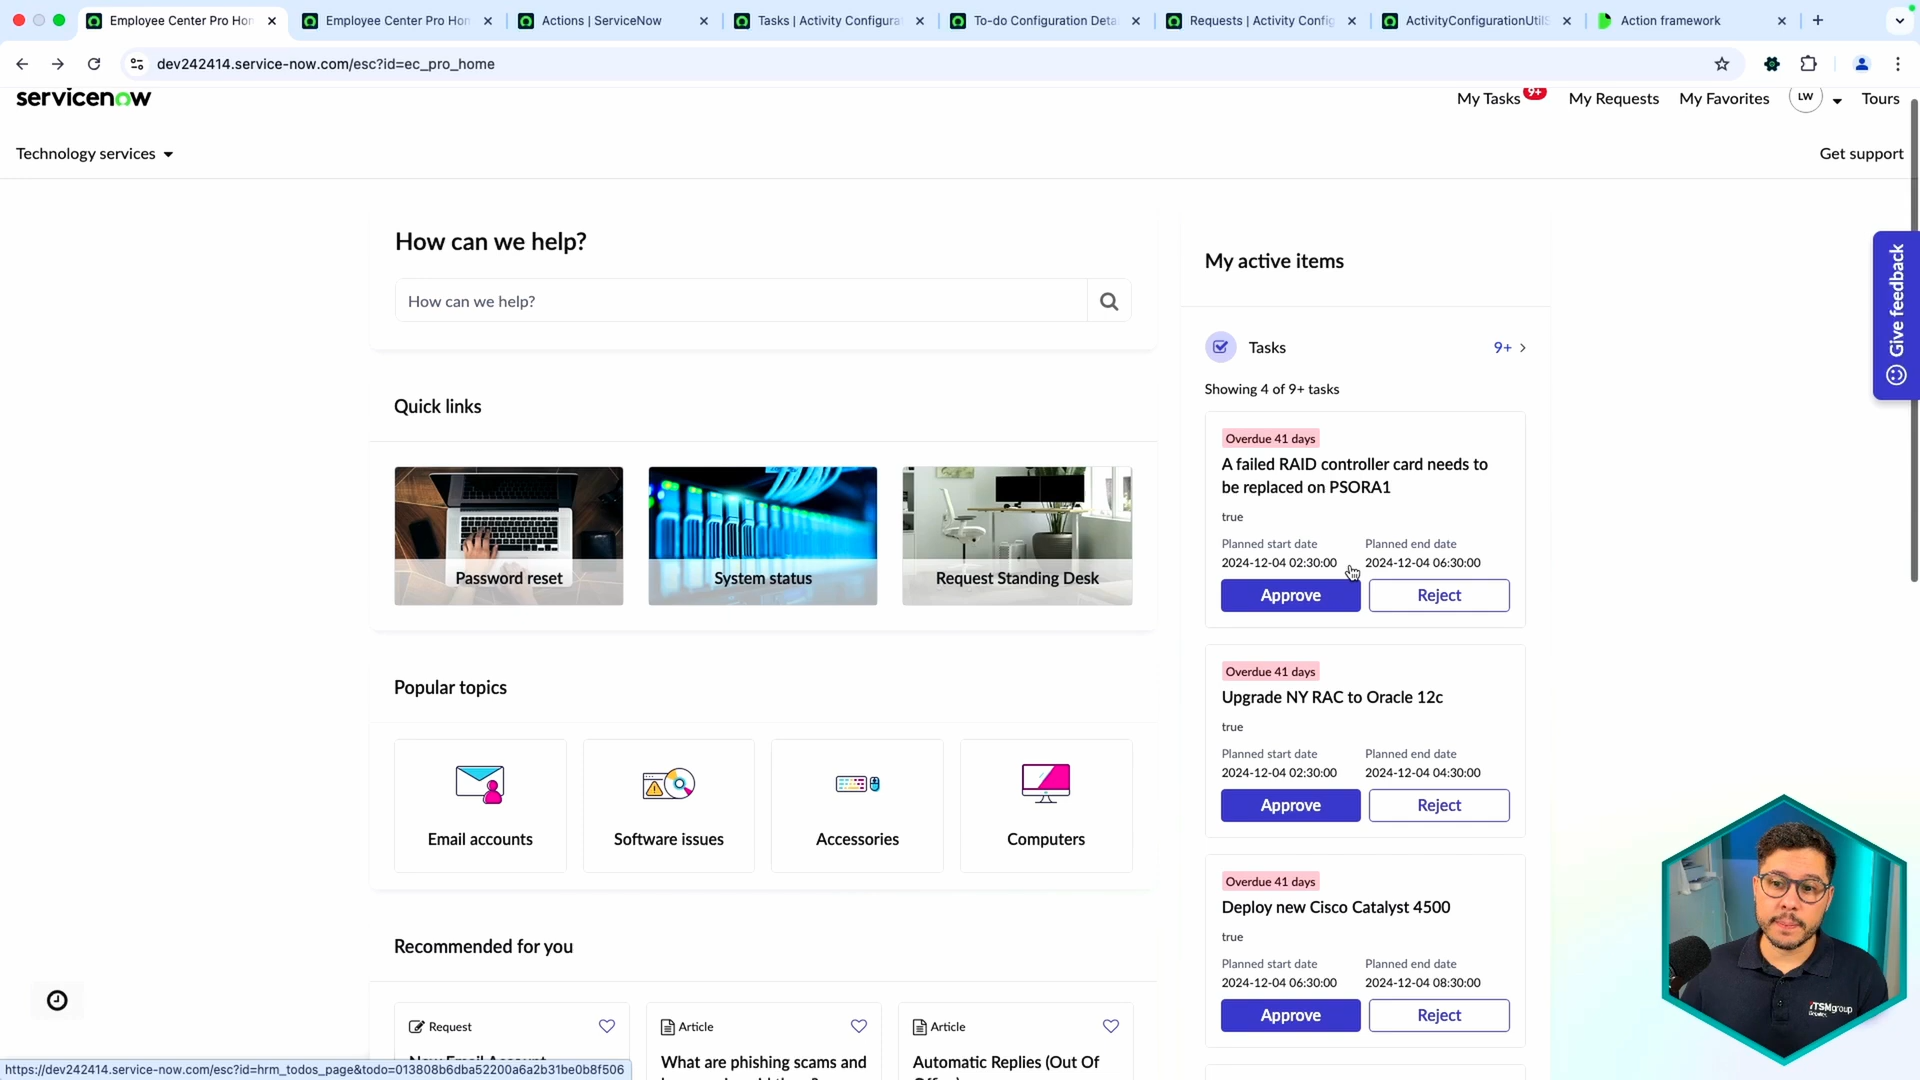 Employee Center Pro Hon
Employee Center Pro Hon
Actions | ServiceNow
Tasks | Activity Configurat
To-do Configuration Deta
Requests | Activity Config
ActivityConfigurationUtilS
Action framework
dev242414.service-now.com/esc?id=ec_pro_home
servicenow
My Tasks
9+
My Requests
My Favorites
LW
Tours
Technology services
Get support
Give feedback
How can we help?
How can we help?
Quick links
Password reset
System status
Request Standing Desk
Popular topics
Email accounts
Software issues
Accessories
Computers
Recommended for you
Request
Article
What are phishing scams and
Article
Automatic Replies (Out Of
My active items
Tasks
9+
Showing 4 of 9+ tasks
Overdue 41 days
A failed RAID controller card needs to
be replaced on PSORA1
true
Planned start date
Planned end date
2024-12-04 02:30:00
2024-12-04 06:30:00
Approve
Reject
Overdue 41 days
Upgrade NY RAC to Oracle 12c
true
Planned start date
Planned end date
2024-12-04 02:30:00
2024-12-04 04:30:00
Approve
Reject
Overdue 41 days
Deploy new Cisco Catalyst 4500
true
Planned start date
Planned end date
2024-12-04 06:30:00
2024-12-04 08:30:00
Approve
Reject
iTSMgroup
https://dev242414.service-now.com/esc?id=hrm_todos_page&todo=013808b6dba52200a6a2b31be0b8f506